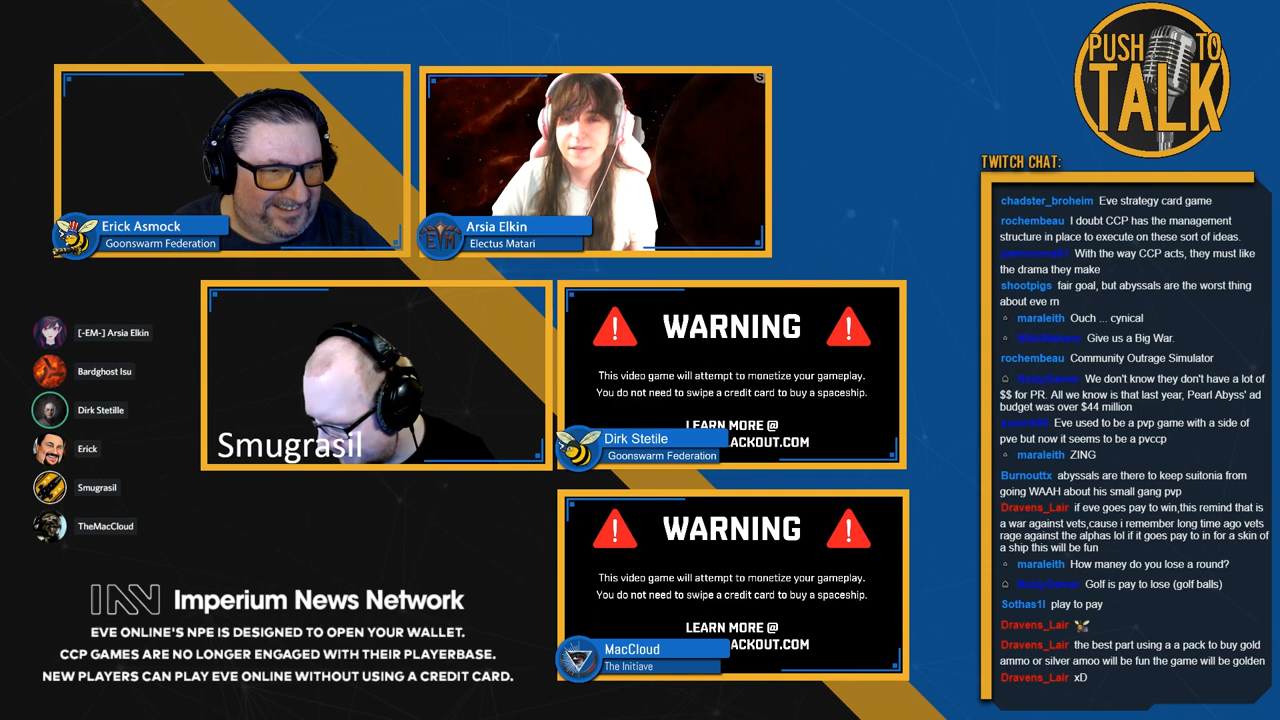 PUSH TO
TALK
TWITCH CHAT:
Erick Asmock
Goonswarm Federation
S
Arsia Elkin
Electus Matari
EVM
Smugrasil
WARNING
This video game will attempt to monetize your gameplay.
You do not need to swipe a credit card to buy a spaceship.
LEARN MORE @
ACKOUT.COM
Dirk Stetile
Goonswarm Federation
WARNING
This video game will attempt to monetize your gameplay.
You do not need to swipe a credit card to buy a spaceship.
LEARN MORE @
ACKOUT.COM
MacCloud
The Initiave
[-EM-] Arsia Elkin
Bardghost Isu
Dirk Stetille
Erick
Smugrasil
TheMacCloud
INN Imperium News Network
EVE ONLINE'S NPE IS DESIGNED TO OPEN YOUR WALLET.
CCP GAMES ARE NO LONGER ENGAGED WITH THEIR PLAYERBASE.
NEW PLAYERS CAN PLAY EVE ONLINE WITHOUT USING A CREDIT CARD.
chadster_broheim Eve strategy card game
rochembeau I doubt CCP has the management
structure in place to execute on these sort of ideas.
With the way CCP acts, they must like
the drama they make
shootpigs fair goal, but abyssals are the worst thing
about eve rn
maraleith Ouch ... cynical
Give us a Big War.
rochembeau Community Outrage Simulator
NoizyGamer We don't know they don't have a lot of
$$ for PR. All we know is that last year, Pearl Abyss' ad
budget was over $44 million
Eve used to be a pvp game with a side of
pve but now it seems to be a pvccp
maraleith ZING
Burnouttx abyssals are there to keep suitonia from
going WAAH about his small gang pvp
Dravens_Lair if eve goes pay to win,this remind that is
a war against vets,cause i remember long time ago vets
rage against the alphas lol if it goes pay to in for a skin of
a ship this will be fun
maraleith How maney do you lose a round?
NoizyGamer Golf is pay to lose (golf balls)
Sothas1l play to pay
Dravens_Lair
Dravens_Lair the best part using a a pack to buy gold
ammo or silver amoo will be fun the game will be golden
Dravens_Lair xD